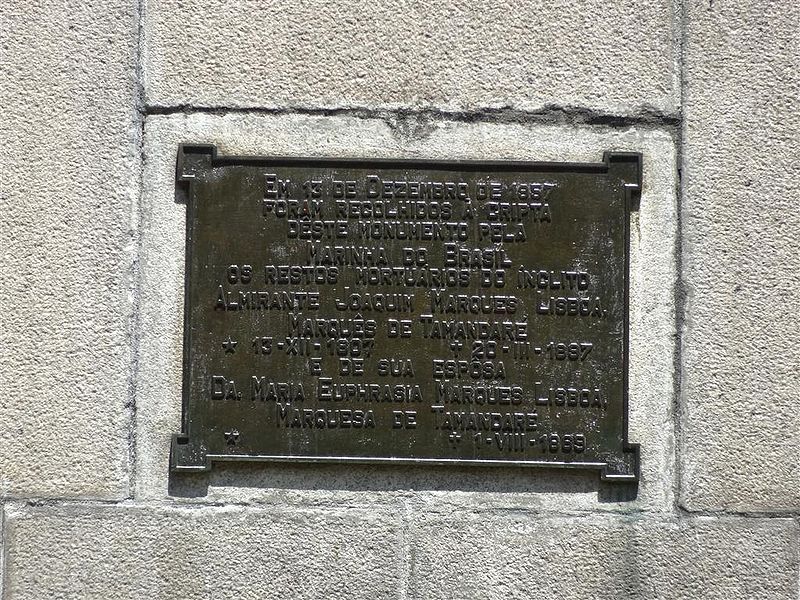 EM 13 DE DEZEMBRO DE 1997
FORAM RECOLHIDOS À CRIPTA
DESTE MONUMENTO PELA
MARINHA DO BRASIL
OS RESTOS MORTUÁRIOS DO ÍNCLITO
ALMIRANTE JOAQUIM MARQUES LISBOA,
MARQUÊS DE TAMANDARÉ
★ 13-XII-1807 ✝ 20-III-1897
E DE SUA ESPOSA
DA. MARIA EUPHRASIA MARQUES LISBOA,
MARQUESA DE TAMANDARÉ
★ ✝ 1-VIII-1869